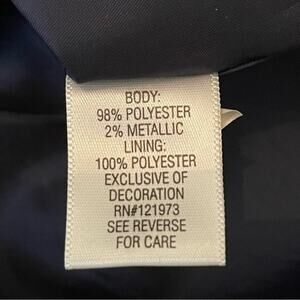 BODY:
98% POLYESTER
2% METALLIC
LINING:
100% POLYESTER
EXCLUSIVE OF
DECORATION
RN#121973
SEE REVERSE
FOR CARE